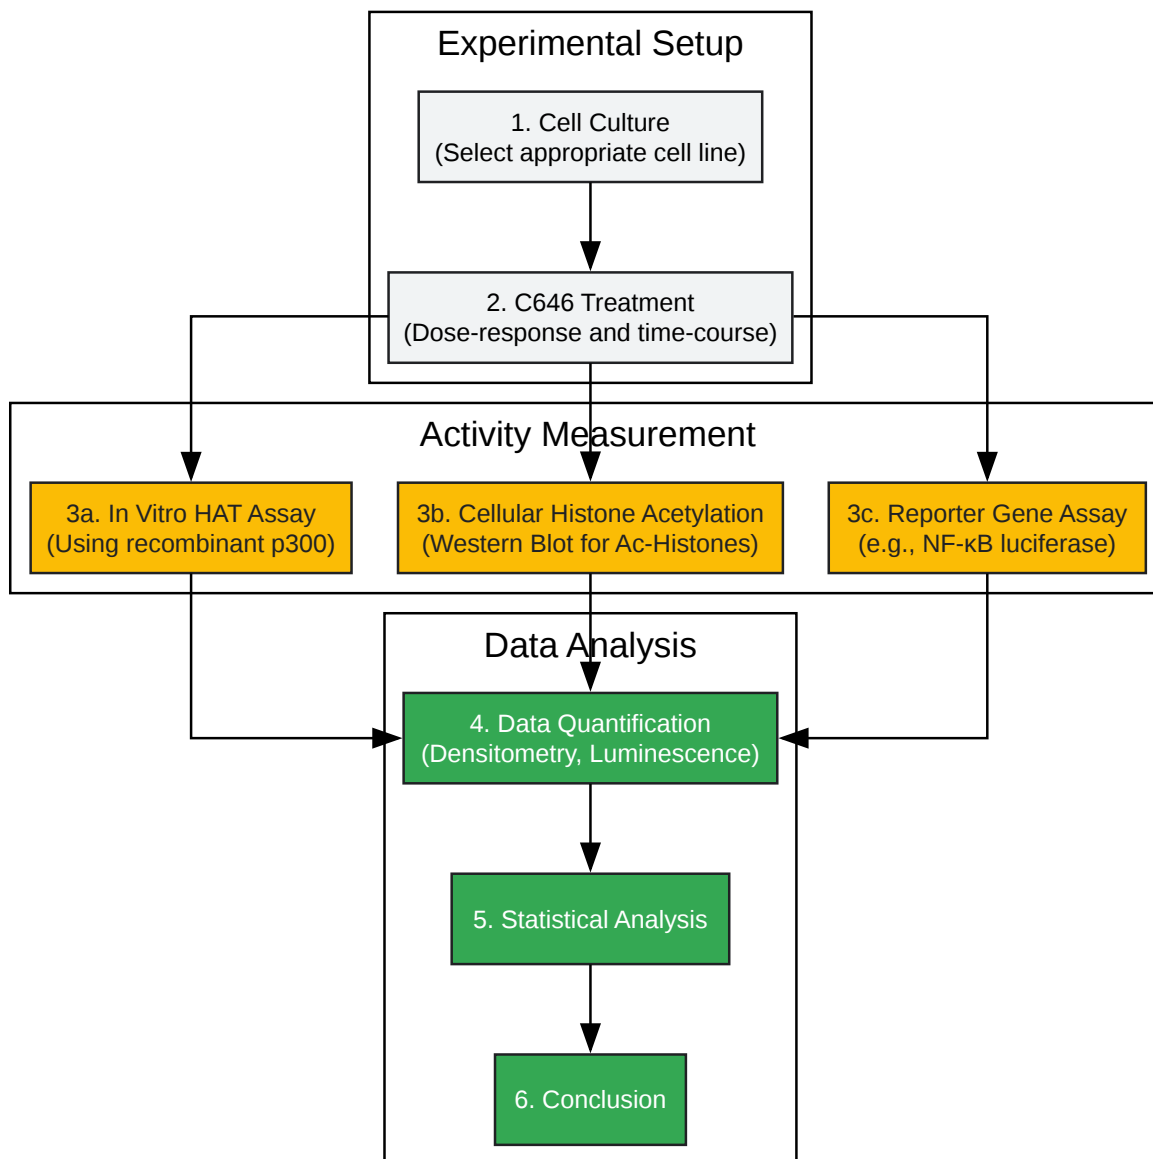 Experimental Setup
1. Cell Culture
(Select appropriate cell line)
2. C646 Treatment
(Dose-response and time-course)
Activity Measurement
3a. In Vitro HAT Assay
(Using recombinant p300)
3b. Cellular Histone Acetylation
(Western Blot for Ac-Histones)
3c. Reporter Gene Assay
(e.g., NF-κB luciferase)
Data Analysis
4. Data Quantification
(Densitometry, Luminescence)
5. Statistical Analysis
6. Conclusion